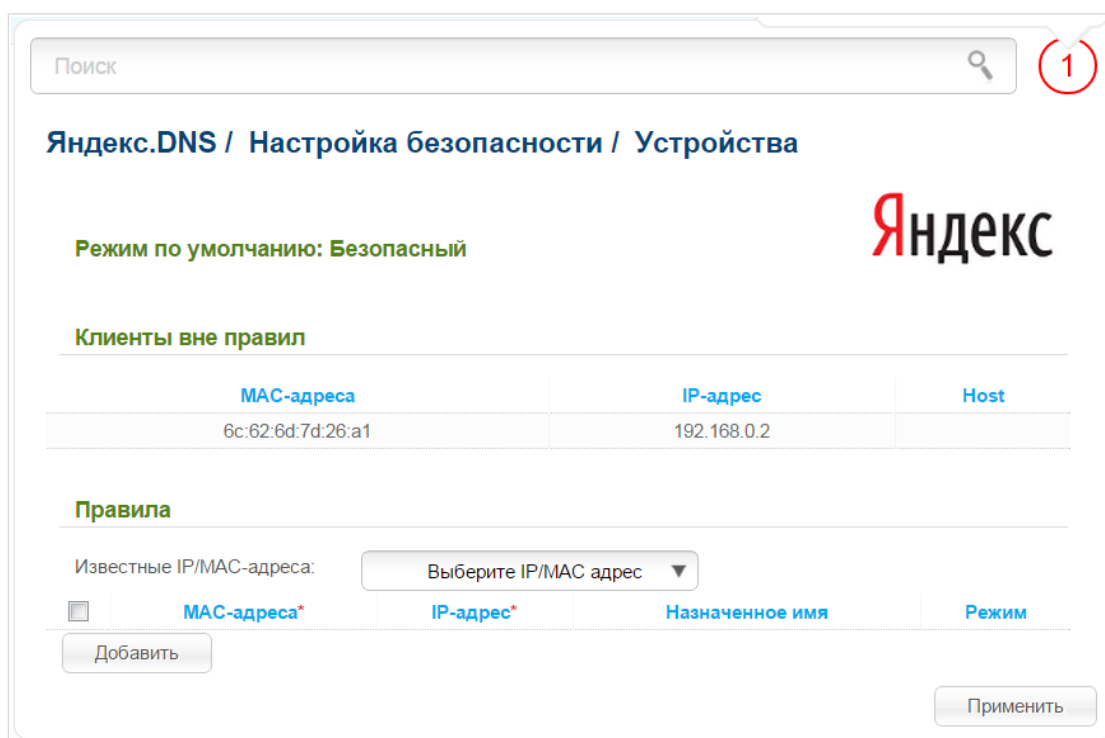 Поиск
1
Яндекс.DNS / Настройка безопасности / Устройства
Яндекс
Режим по умолчанию: Безопасный
Клиенты вне правил
MAC-адреса IP-адрес Host
6c:62:6d:7d:26:a1 192.168.0.2
Правила
Известные IP/MAC-адреса: Выберите IP/MAC адрес
MAC-адреса* IP-адрес* Назначенное имя Режим
Добавить
Применить